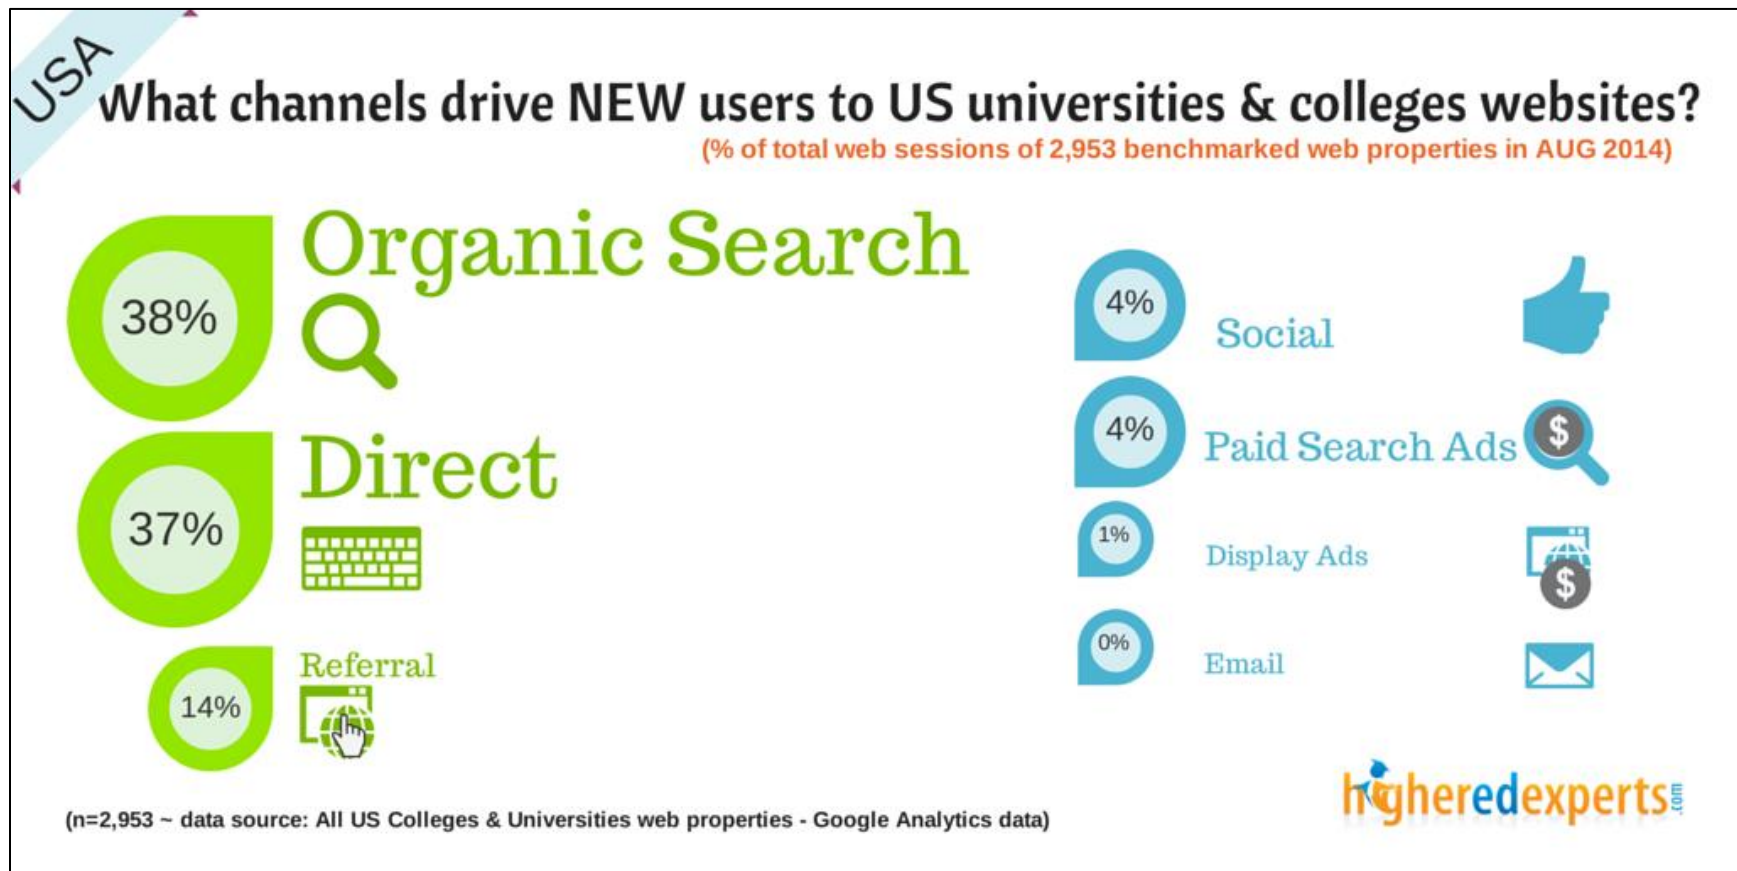 USA
What channels drive NEW users to US universities & colleges websites?
(% of total web sessions of 2,953 benchmarked web properties in AUG 2014)
38%
Organic Search
37%
Direct
14%
Referral
4%
Social
4%
Paid Search Ads
$
1%
Display Ads
$
0%
Email
higheredexperts.com
(n=2,953 ~ data source: All US Colleges & Universities web properties - Google Analytics data)